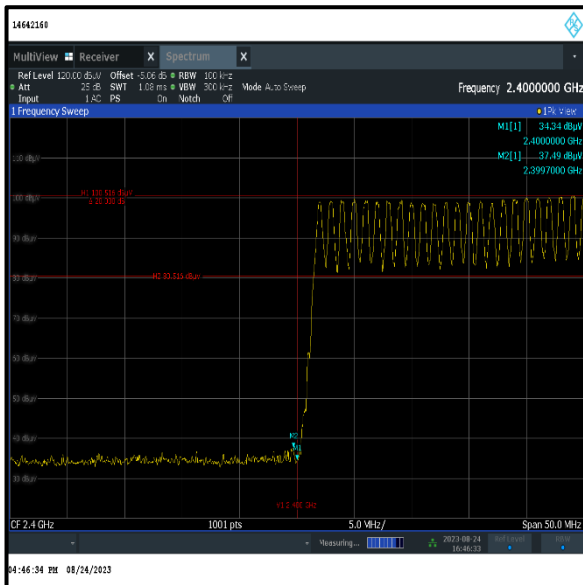 14642160
MultiView Receiver X Spectrum X
Ref Level 120.00 dBµV Offset -5.06 dB RBW 100 kHz
Att 25 dB SWT 1.08 ms VBW 300 kHz Mode Auto Sweep Frequency 2.4000000 GHz
Input 1 AC PS On Notch Off
1 Frequency Sweep 1Pk View
M1[1] 34.34 dBµV
2.4000000 GHz
M2[1] 37.49 dBµV
2.3997000 GHz
110 dBµV
100 dBµV
90 dBµV
80 dBµV
70 dBµV
60 dBµV
50 dBµV
40 dBµV
30 dBµV
M2
CF 2.4 GHz 1001 pts 5.0 MHz/ Span 50.0 MHz
Measuring... 2023-08-24 Ref Level RBW
16:46:33
04:46:34 PM 08/24/2023